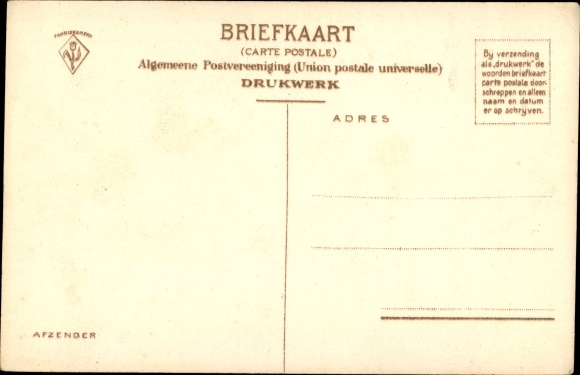 FABRIEKSMERK
BRIEFKAART
(CARTE POSTALE)
Algemeene Postvereeniging (Union postale universelle)
DRUKWERK
Bij verzending
als „drukwerk" de
woorden briefkaart
carte postale door-
schrappen en alleen
naam en datum
er op schrijven.
ADRES
AFZENDER